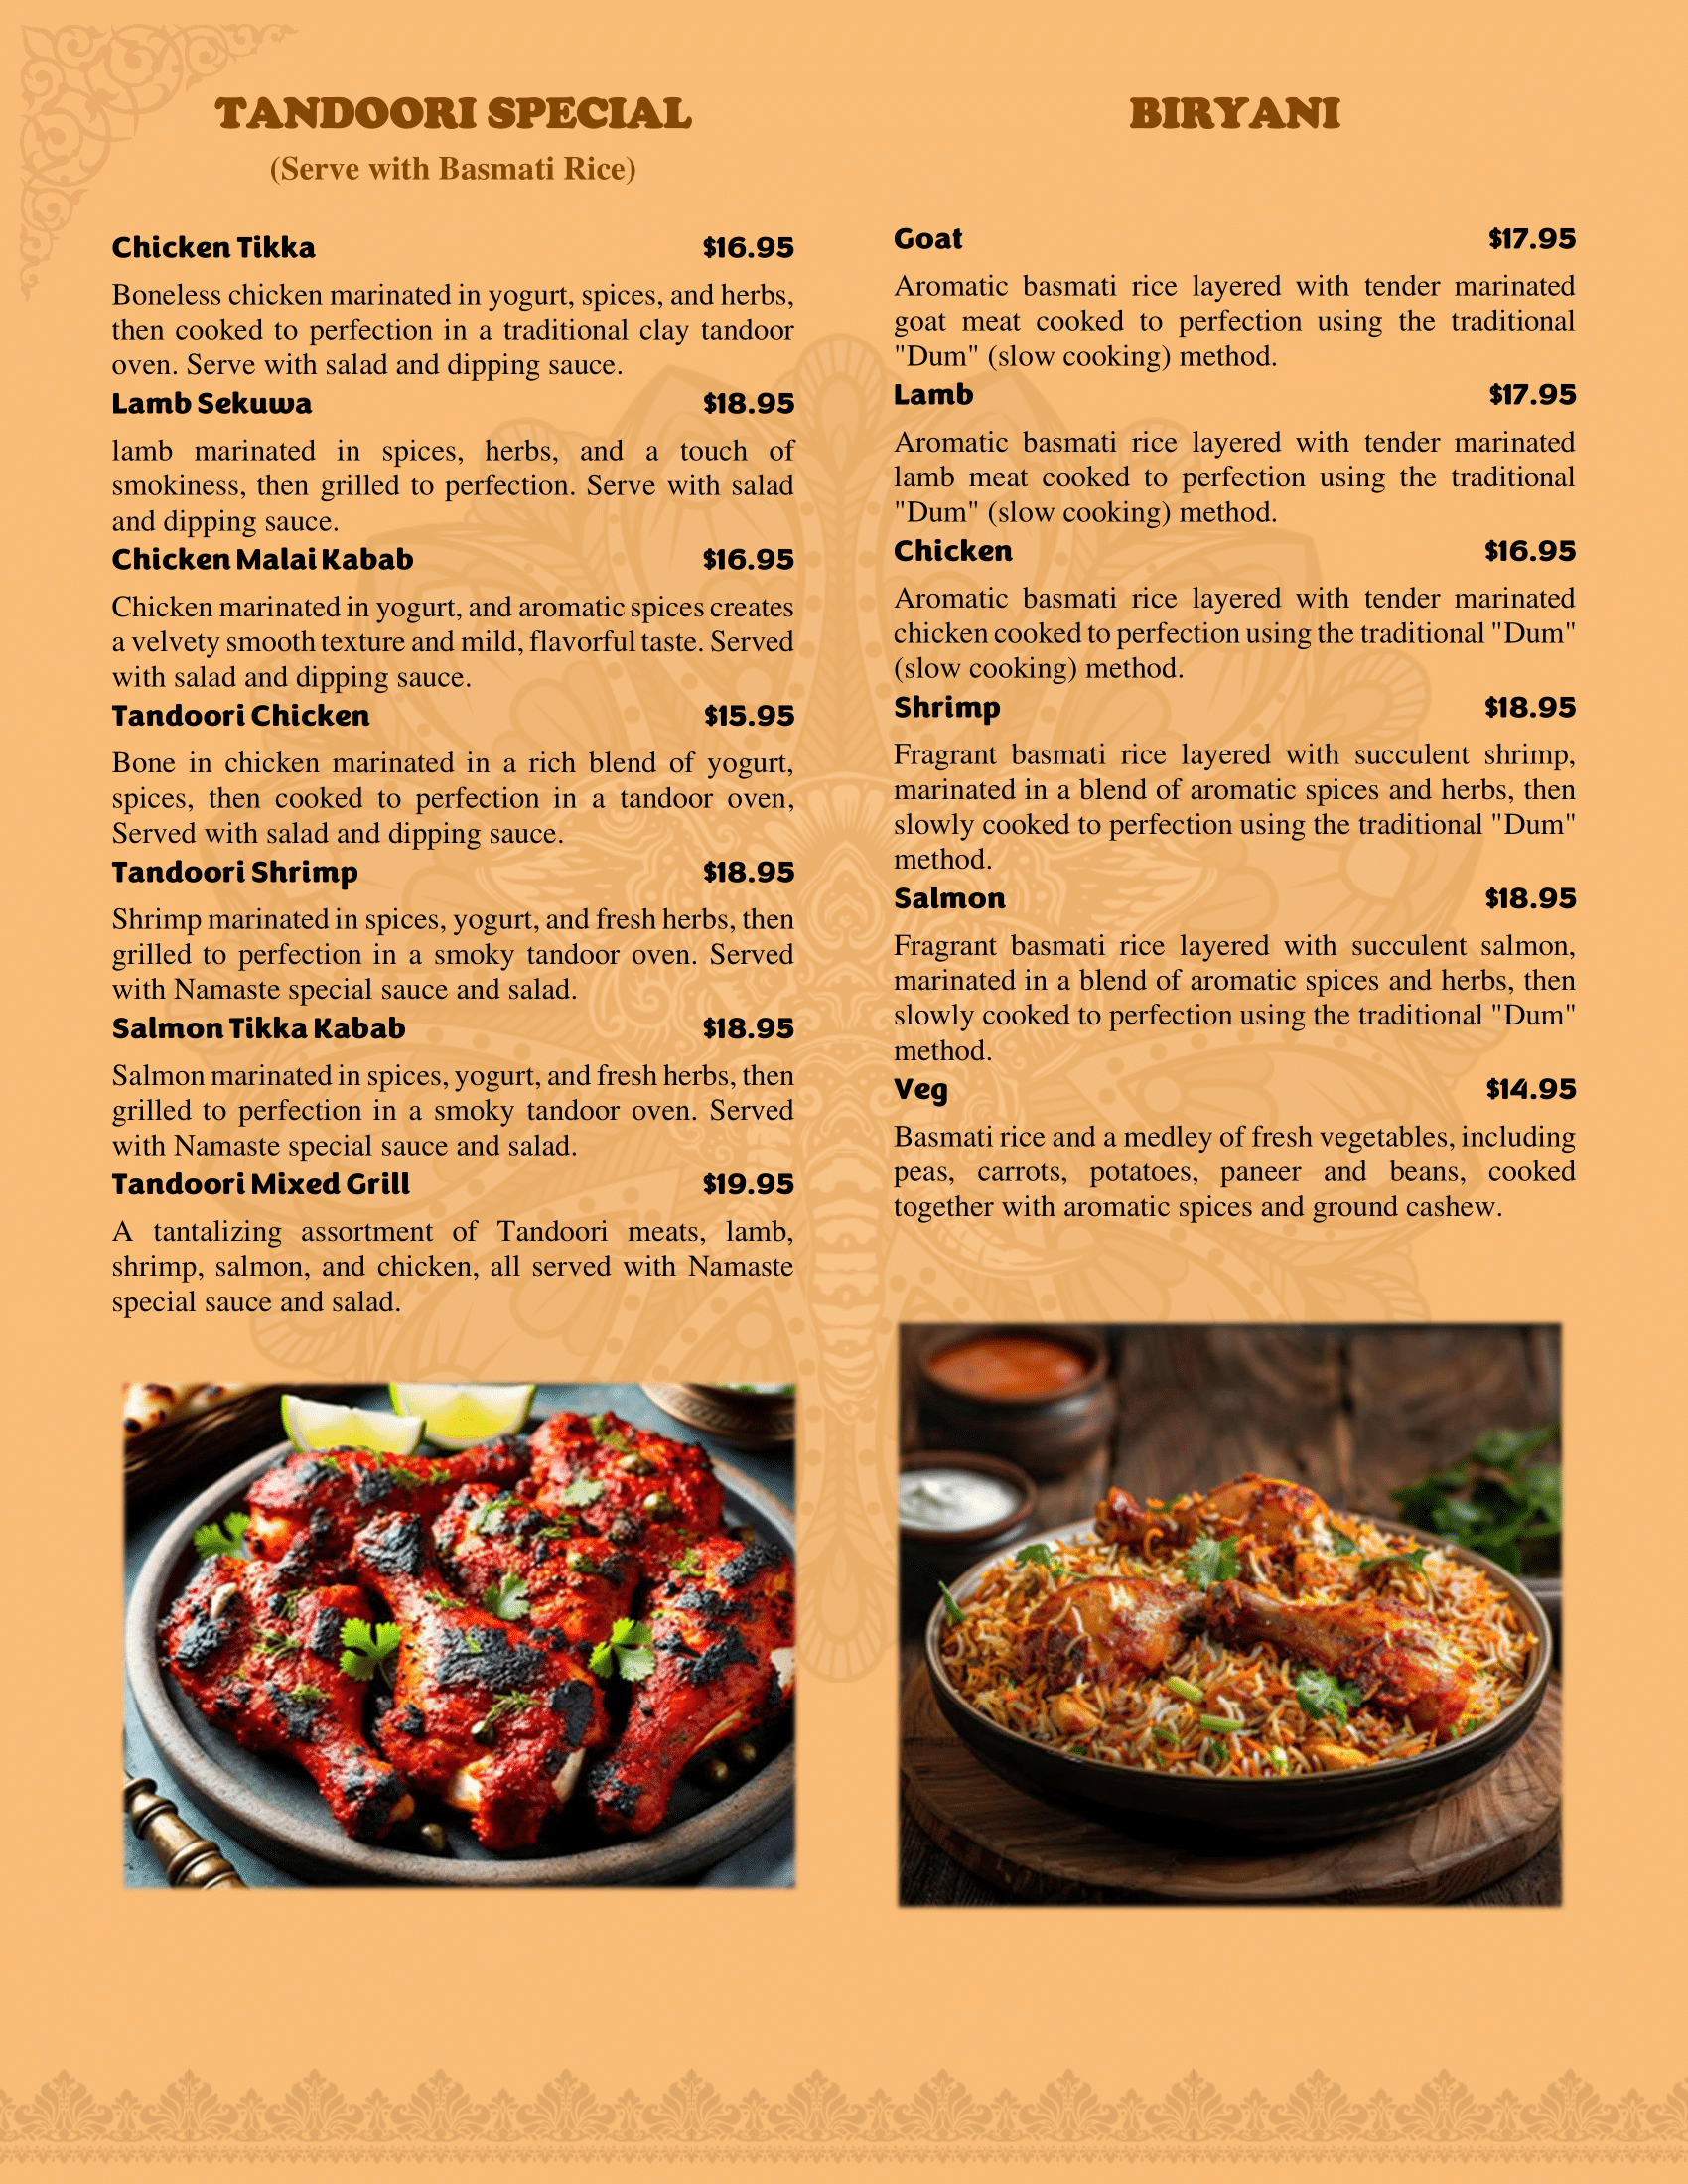 TANDOORI SPECIAL
(Serve with Basmati Rice)
Chicken Tikka $16.95
Boneless chicken marinated in yogurt, spices, and herbs,
then cooked to perfection in a traditional clay tandoor
oven. Serve with salad and dipping sauce.
Lamb Sekuwa $18.95
lamb marinated in spices, herbs, and a touch of
smokiness, then grilled to perfection. Serve with salad
and dipping sauce.
Chicken Malai Kabab $16.95
Chicken marinated in yogurt, and aromatic spices creates
a velvety smooth texture and mild, flavorful taste. Served
with salad and dipping sauce.
Tandoori Chicken $15.95
Bone in chicken marinated in a rich blend of yogurt,
spices, then cooked to perfection in a tandoor oven,
Served with salad and dipping sauce.
Tandoori Shrimp $18.95
Shrimp marinated in spices, yogurt, and fresh herbs, then
grilled to perfection in a smoky tandoor oven. Served
with Namaste special sauce and salad.
Salmon Tikka Kabab $18.95
Salmon marinated in spices, yogurt, and fresh herbs, then
grilled to perfection in a smoky tandoor oven. Served
with Namaste special sauce and salad.
Tandoori Mixed Grill $19.95
A tantalizing assortment of Tandoori meats, lamb,
shrimp, salmon, and chicken, all served with Namaste
special sauce and salad.
BIRYANI
Goat $17.95
Aromatic basmati rice layered with tender marinated
goat meat cooked to perfection using the traditional
"Dum" (slow cooking) method.
Lamb $17.95
Aromatic basmati rice layered with tender marinated
lamb meat cooked to perfection using the traditional
"Dum" (slow cooking) method.
Chicken $16.95
Aromatic basmati rice layered with tender marinated
chicken cooked to perfection using the traditional "Dum"
(slow cooking) method.
Shrimp $18.95
Fragrant basmati rice layered with succulent shrimp,
marinated in a blend of aromatic spices and herbs, then
slowly cooked to perfection using the traditional "Dum"
method.
Salmon $18.95
Fragrant basmati rice layered with succulent salmon,
marinated in a blend of aromatic spices and herbs, then
slowly cooked to perfection using the traditional "Dum"
method.
Veg $14.95
Basmati rice and a medley of fresh vegetables, including
peas, carrots, potatoes, paneer and beans, cooked
together with aromatic spices and ground cashew.